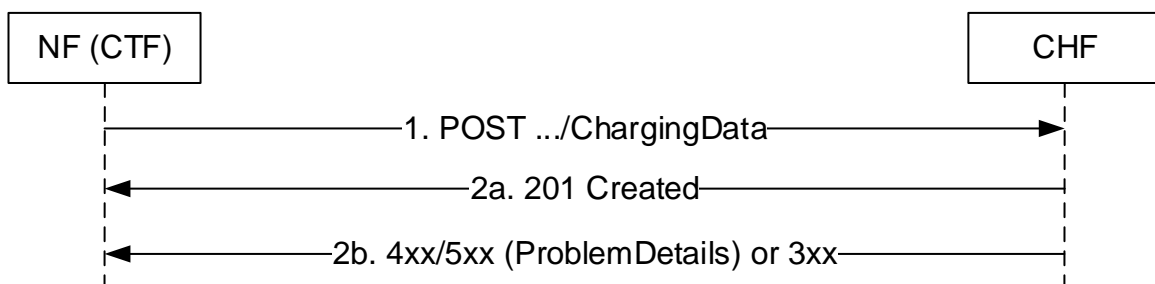 NF (CTF)
CHF
1. POST .../ChargingData
2a. 201 Created
2b. 4xx/5xx (ProblemDetails) or 3xx